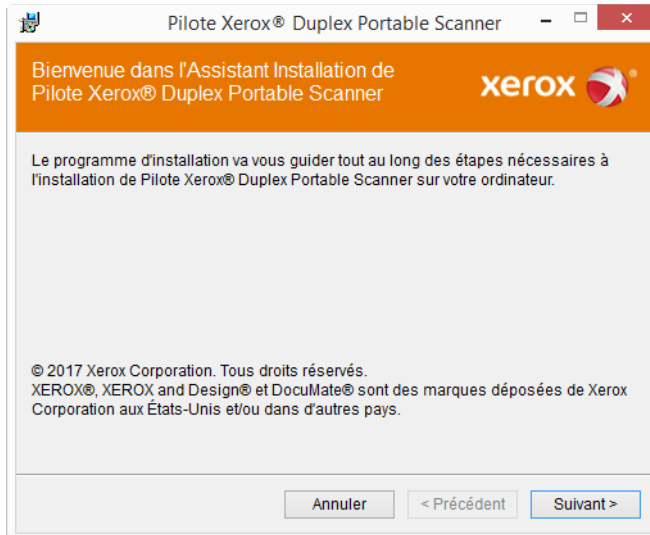 Pilote Xerox® Duplex Portable Scanner
Bienvenue dans l'Assistant Installation de
Pilote Xerox® Duplex Portable Scanner
xerox
Le programme d'installation va vous guider tout au long des étapes nécessaires à
l'installation de Pilote Xerox® Duplex Portable Scanner sur votre ordinateur.
© 2017 Xerox Corporation. Tous droits réservés.
XEROX®, XEROX and Design® et DocuMate® sont des marques déposées de Xerox
Corporation aux États-Unis et/ou dans d'autres pays.
Annuler
< Précédent
Suivant >